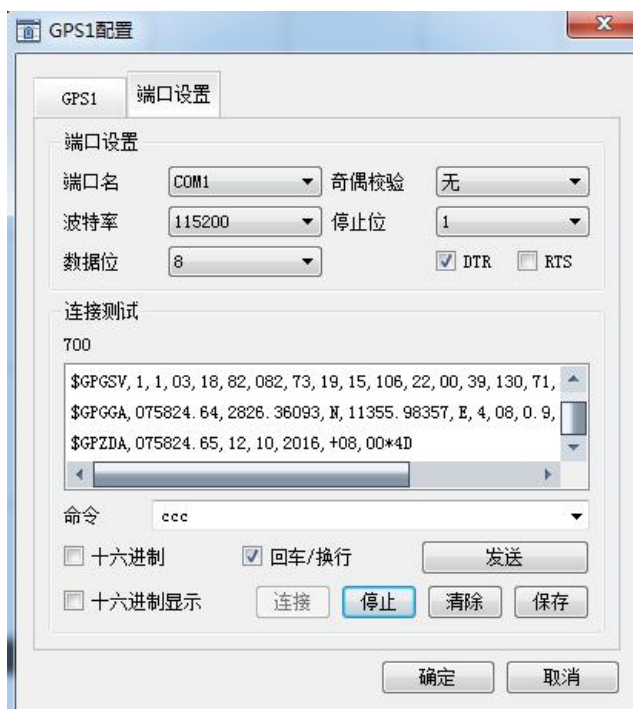 GPS1配置
GPS1 端口设置
端口设置
端口名 COM1 奇偶校验 无
波特率 115200 停止位 1
数据位 8 DTR RTS
连接测试
700
$GPGSV, 1, 1, 03, 18, 82, 082, 73, 19, 15, 106, 22, 00, 39, 130, 71,
$GPGGA, 075824.64, 2826.36093, N, 11355.98357, E, 4, 08, 0.9,
$GPZDA, 075824.65, 12, 10, 2016, +08, 00*4D
命令 ccc
十六进制 回车/换行 发送
十六进制显示 连接 停止 清除 保存
确定 取消